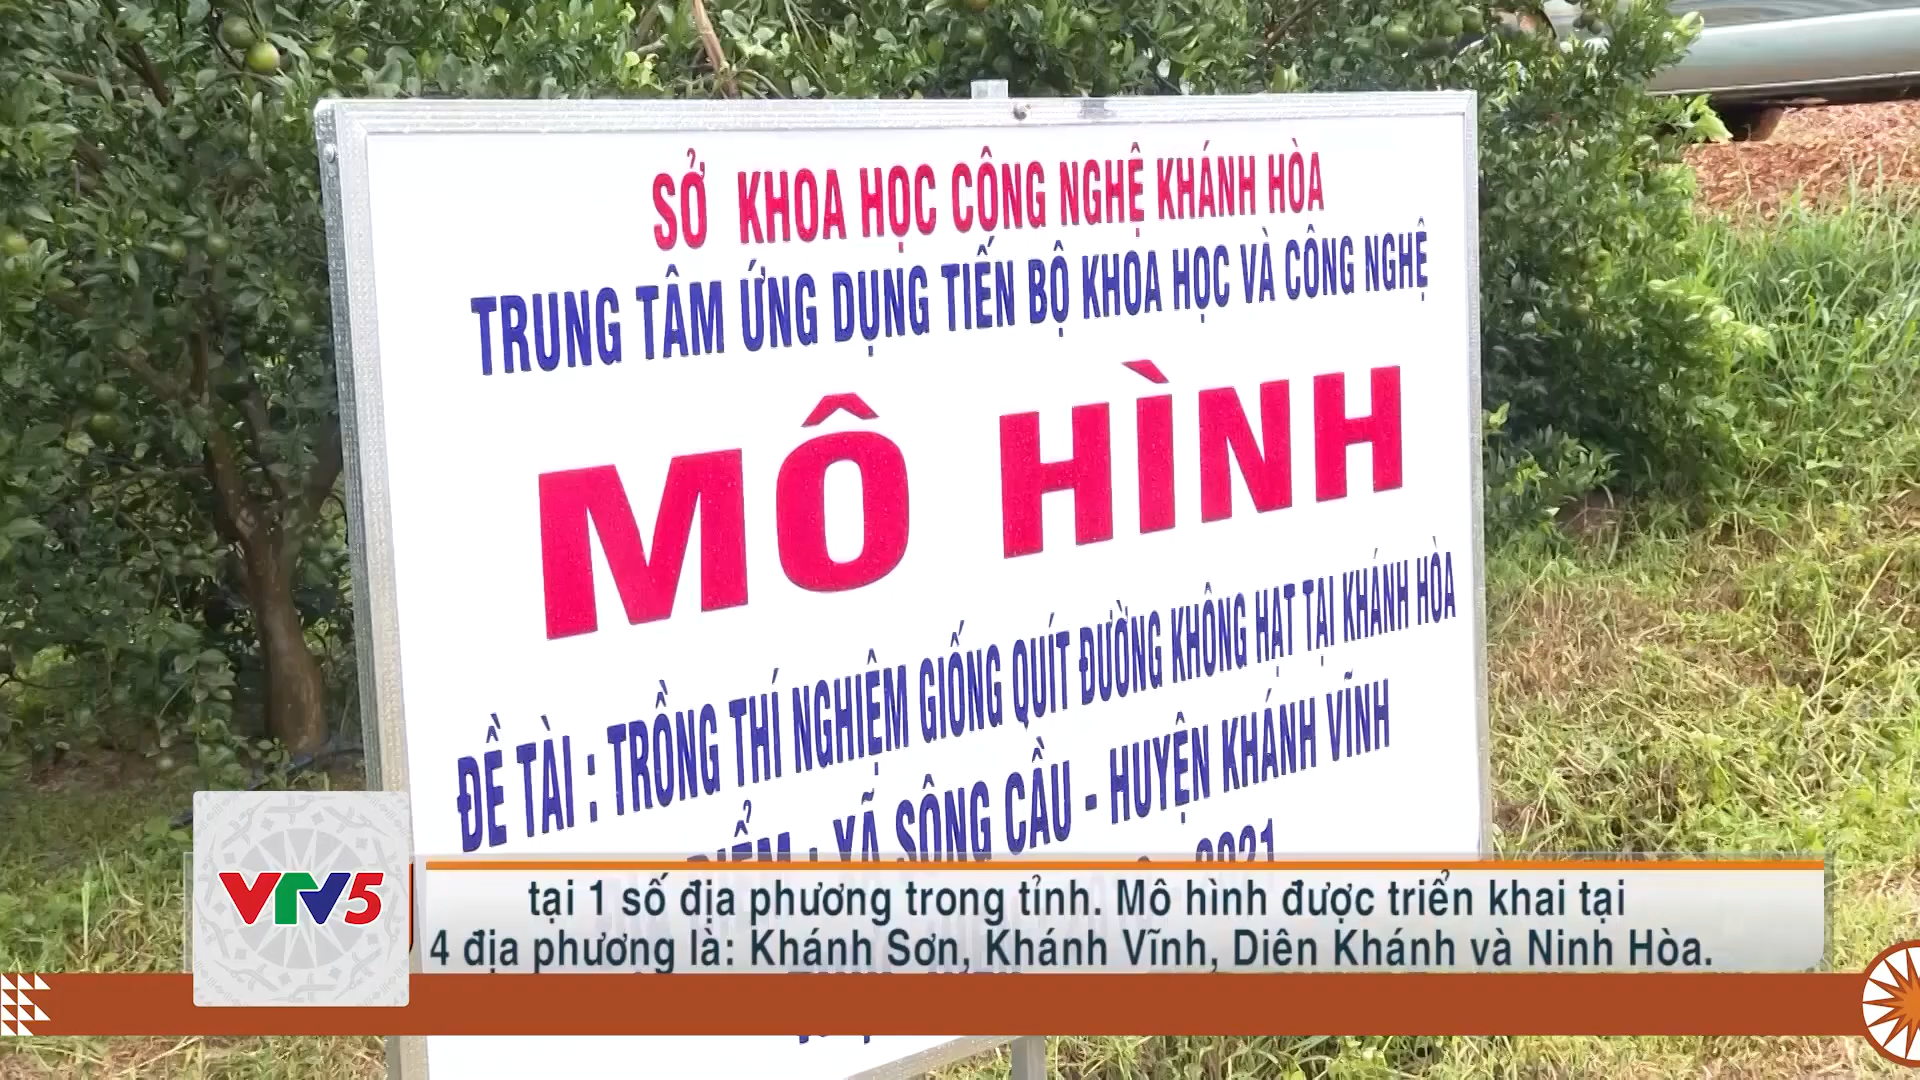 SỞ KHOA HỌC CÔNG NGHỆ KHÁNH HÒA
TRUNG TÂM ỨNG DỤNG TIẾN BỘ KHOA HỌC VÀ CÔNG NGHỆ
MÔ HÌNH
ĐỀ TÀI : TRỒNG THÍ NGHIỆM GIỐNG QUÍT ĐƯỜNG KHÔNG HẠT TẠI KHÁNH HÒA
ĐIỂM : XÃ SÔNG CẦU - HUYỆN KHÁNH VĨNH
2021
VTV5
tại 1 số địa phương trong tỉnh. Mô hình được triển khai tại
4 địa phương là: Khánh Sơn, Khánh Vĩnh, Diên Khánh và Ninh Hòa.